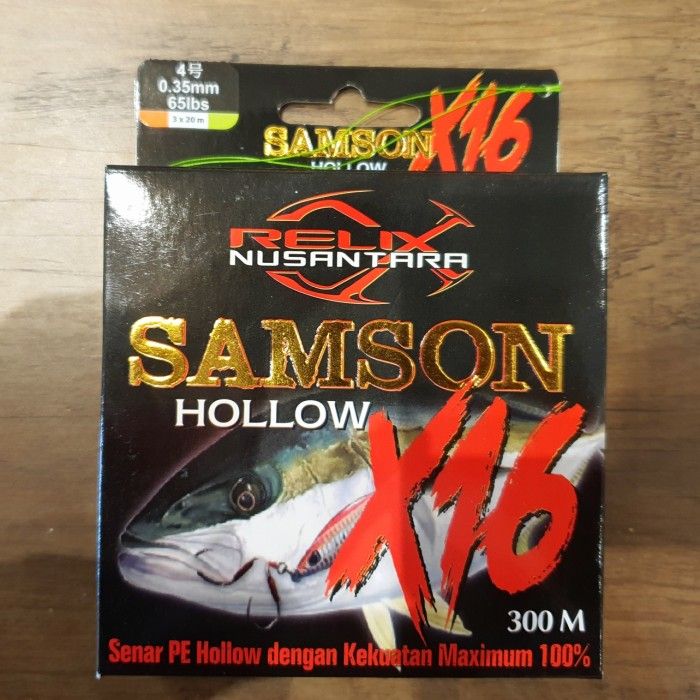 4号
0.35mm
65lbs
3 x 20 m
SAMSON X16
HOLLOW
RELIX
NUSANTARA
SAMSON
HOLLOW
X16
300 M
Senar PE Hollow dengan Kekuatan Maximum 100%